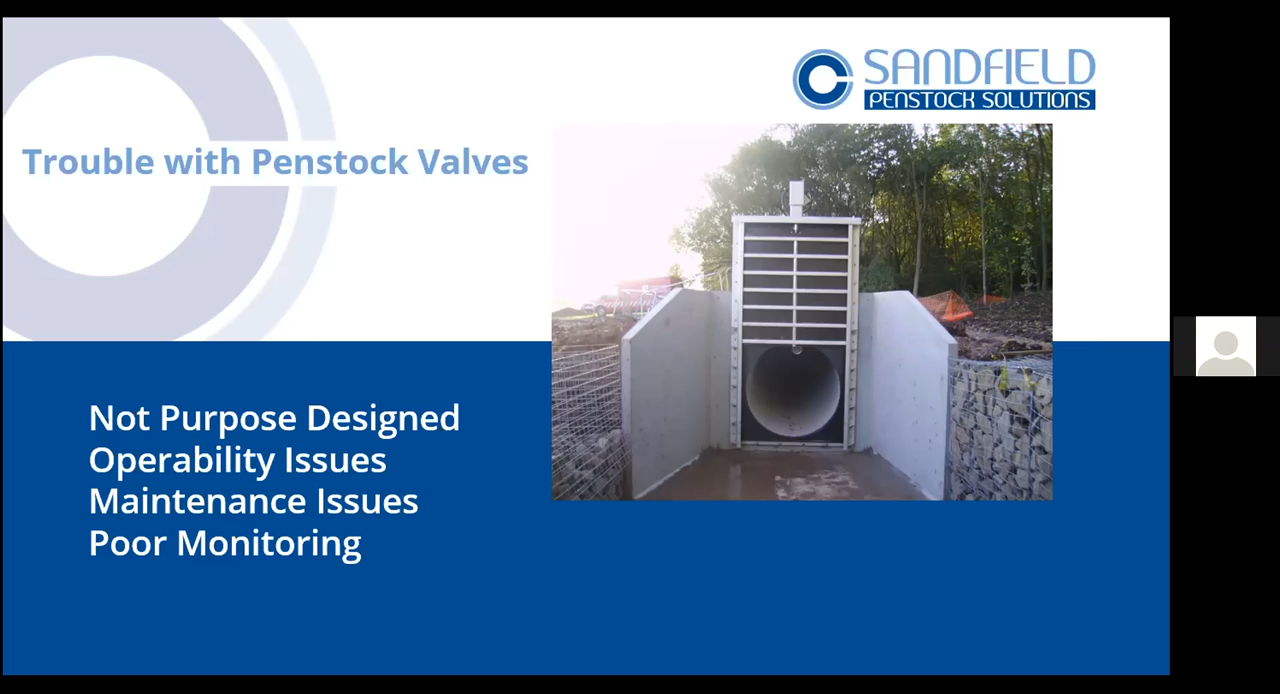 SANDFIELD
PENSTOCK SOLUTIONS
Trouble with Penstock Valves
Not Purpose Designed
Operability Issues
Maintenance Issues
Poor Monitoring